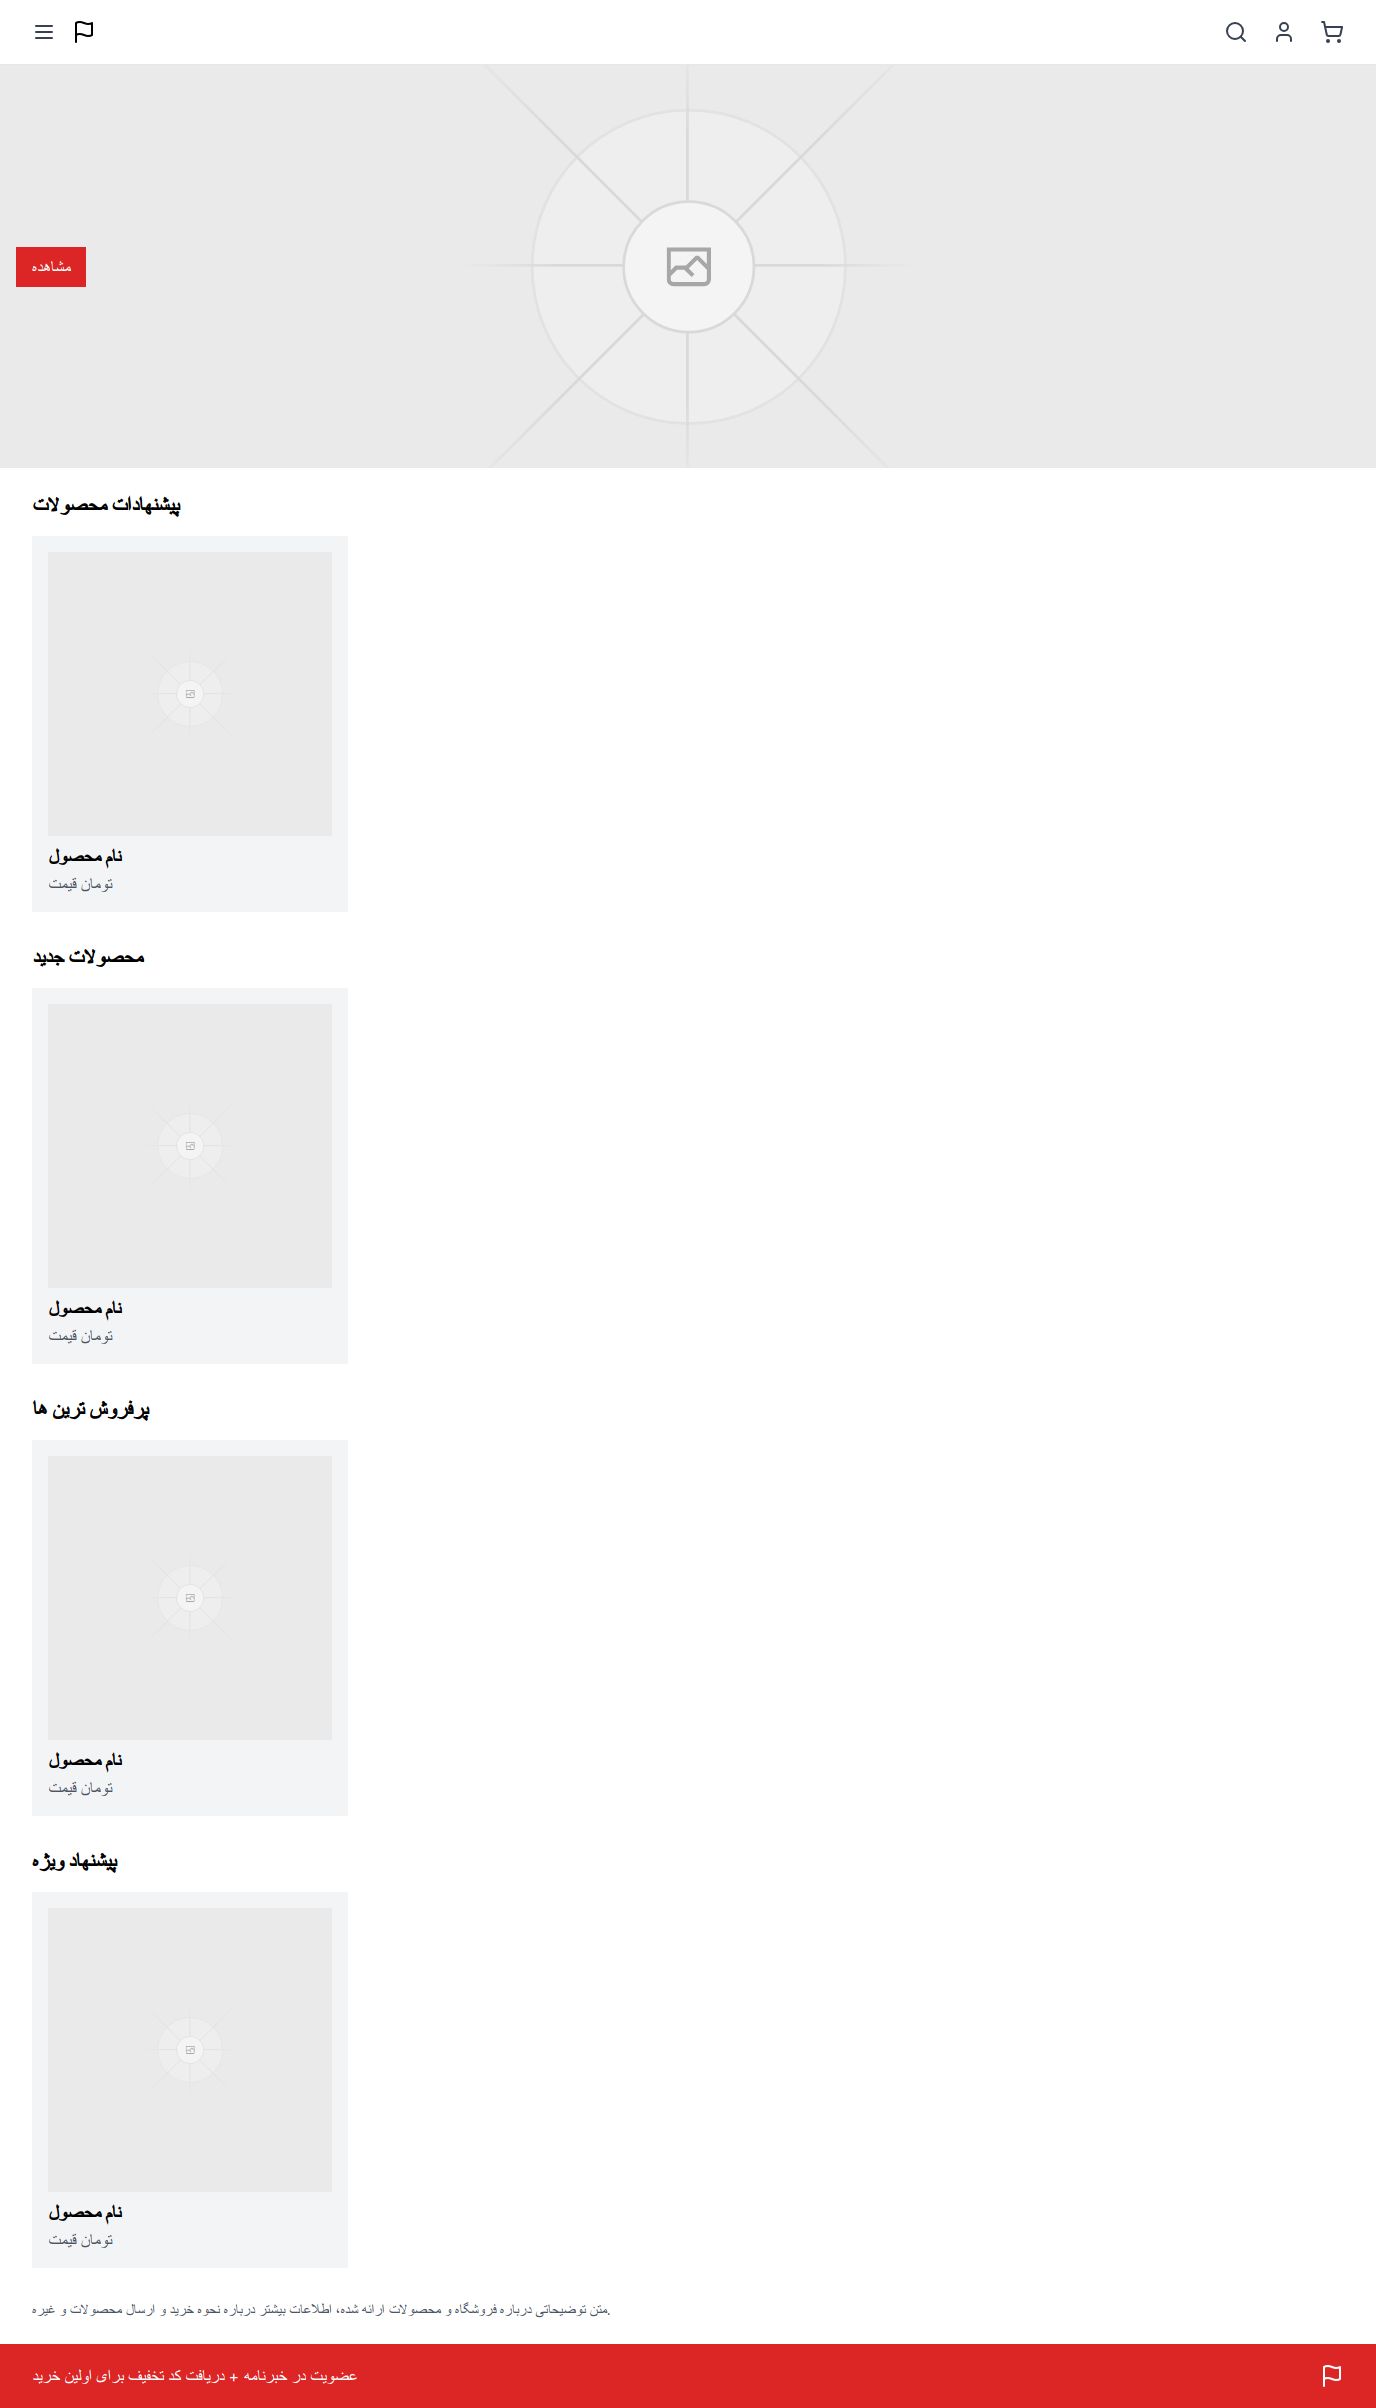 مشاهده
پیشنهادات محصولات
نام محصول
تومان قیمت
محصولات جدید
نام محصول
تومان قیمت
پرفروش ترین ها
نام محصول
تومان قیمت
پیشنهاد ویژه
نام محصول
تومان قیمت
متن توضیحاتی درباره فروشگاه و محصولات ارائه شده، اطلاعات بیشتر درباره نحوه خرید و ارسال محصولات و غیره.
عضویت در خبرنامه + دریافت کد تخفیف برای اولین خرید